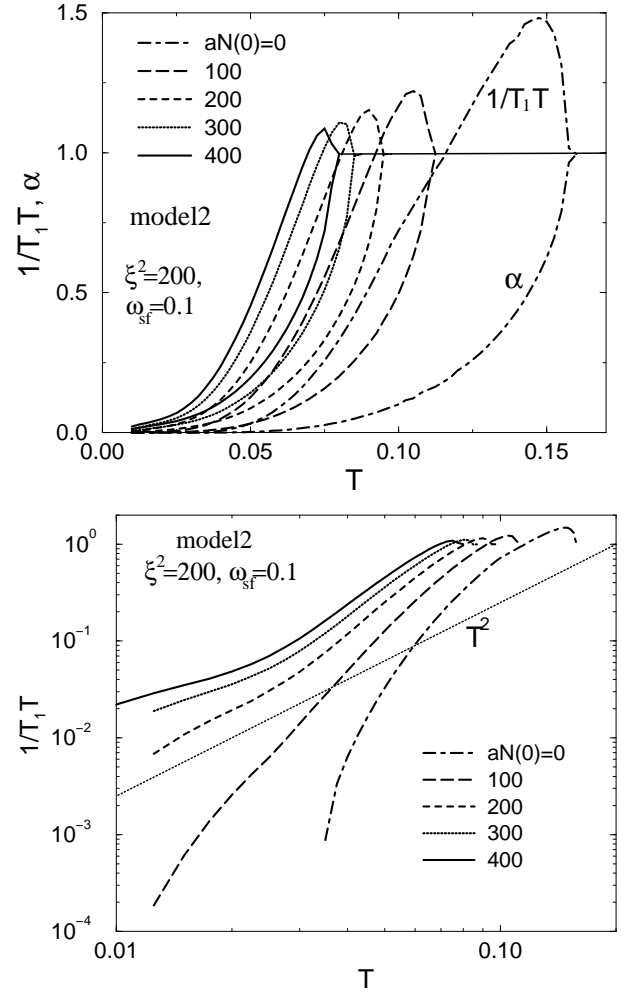 1.5
1.0
0.5
0.0
1/T₁T, α
aN(0)=0
100
200
300
400
model2
ξ²=200,
ω_sf=0.1
1/T₁T
α
0.00 0.05 0.10 0.15
T
model2
ξ²=200, ω_sf=0.1
10⁰
10⁻¹
10⁻²
10⁻³
10⁻⁴
1/T₁T
T²
aN(0)=0
100
200
300
400
0.01 0.10
T